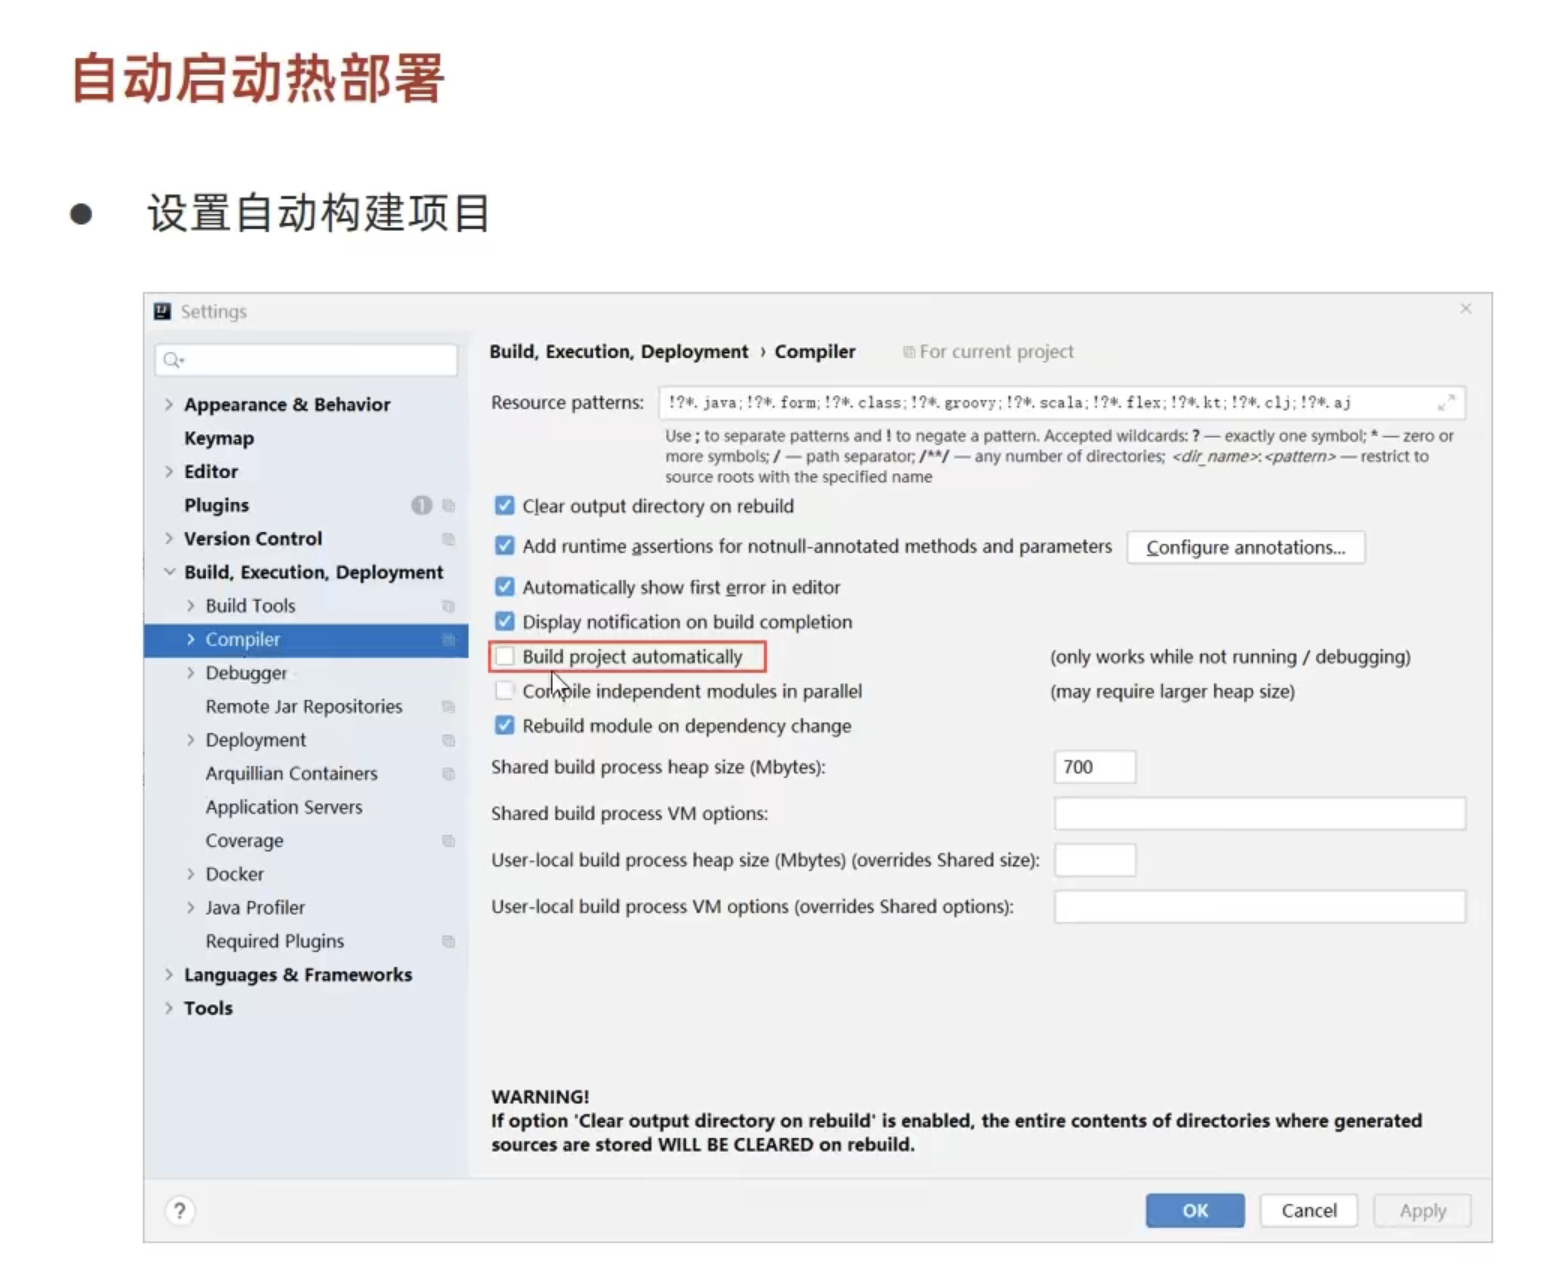 自动启动热部署
● 设置自动构建项目
Settings
Build, Execution, Deployment › Compiler For current project
Resource patterns: !?*.java;!?*.form;!?*.class;!?*.groovy;!?*.scala;!?*.flex;!?*.kt;!?*.clj;!?*.aj
Use ; to separate patterns and ! to negate a pattern. Accepted wildcards: ? — exactly one symbol; * — zero or
more symbols; / — path separator; /**/ — any number of directories; <dir_name>:<pattern> — restrict to
source roots with the specified name
Appearance & Behavior
Keymap
Editor
Plugins 1
Version Control
Build, Execution, Deployment
Build Tools
Compiler
Debugger
Remote Jar Repositories
Deployment
Arquillian Containers
Application Servers
Coverage
Docker
Java Profiler
Required Plugins
Languages & Frameworks
Tools
Clear output directory on rebuild
Add runtime assertions for notnull-annotated methods and parameters Configure annotations...
Automatically show first error in editor
Display notification on build completion
Build project automatically (only works while not running / debugging)
Compile independent modules in parallel (may require larger heap size)
Rebuild module on dependency change
Shared build process heap size (Mbytes): 700
Shared build process VM options:
User-local build process heap size (Mbytes) (overrides Shared size):
User-local build process VM options (overrides Shared options):
WARNING!
If option 'Clear output directory on rebuild' is enabled, the entire contents of directories where generated
sources are stored WILL BE CLEARED on rebuild.
? OK Cancel Apply